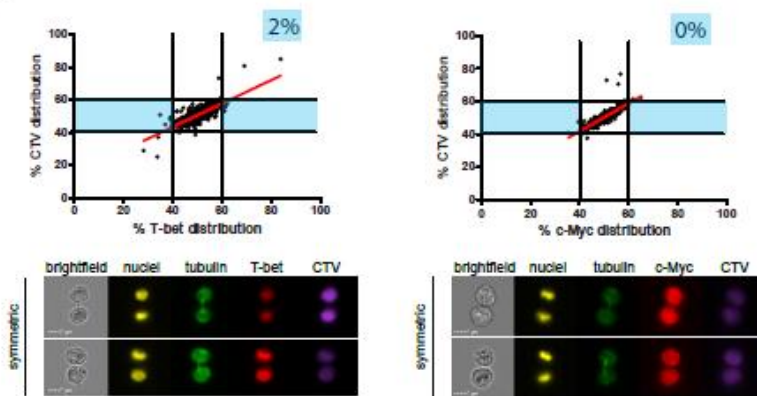 2%
100
80
60
40
20
0
% CTV distribution
0 20 40 60 80 100
% T-bet distribution
0%
100
80
60
40
20
0
% CTV distribution
0 20 40 60 80 100
% c-Myc distribution
brightfield nuclei tubulin T-bet CTV
symmetric
brightfield nuclei tubulin c-Myc CTV
symmetric